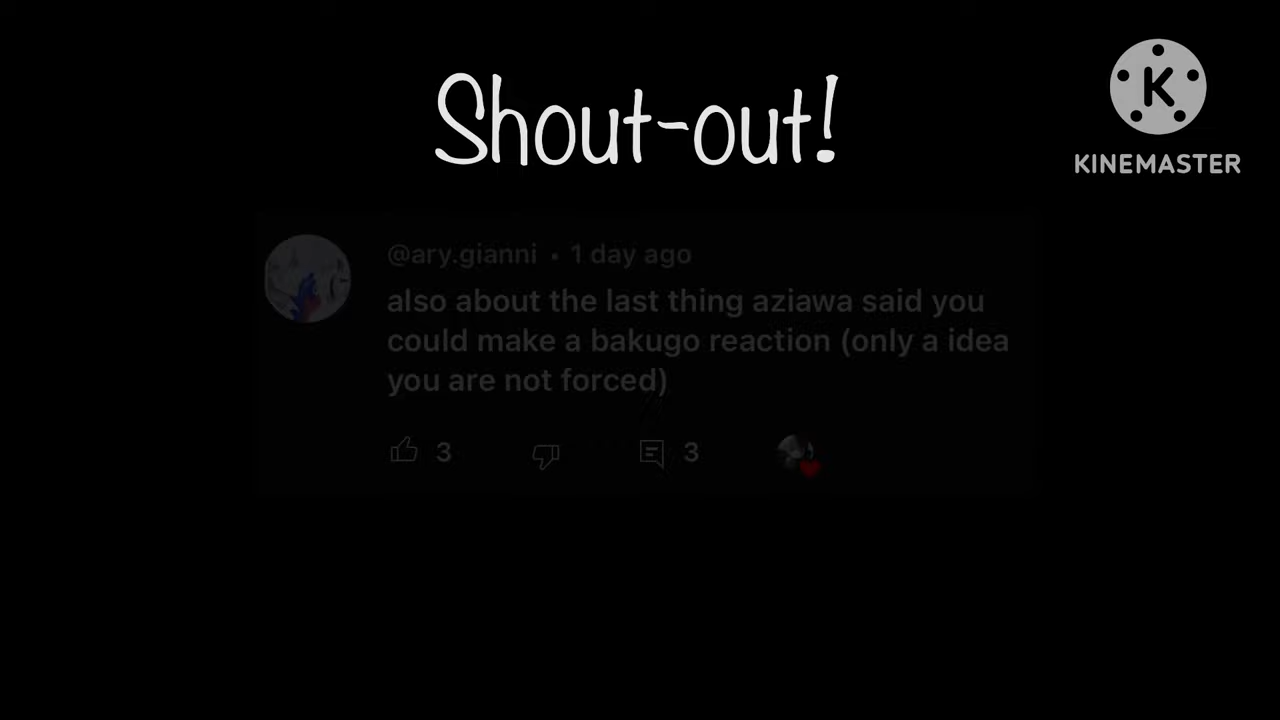 Shout-out!
K
KINEMASTER
@ary.gianni • 1 day ago
also about the last thing aziawa said you
could make a bakugo reaction (only a idea
you are not forced)
3 3